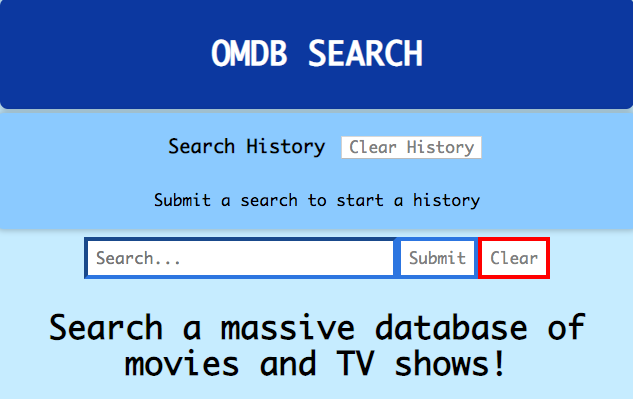 OMDB SEARCH
Search History Clear History
Submit a search to start a history
Search... Submit Clear
Search a massive database of
movies and TV shows!